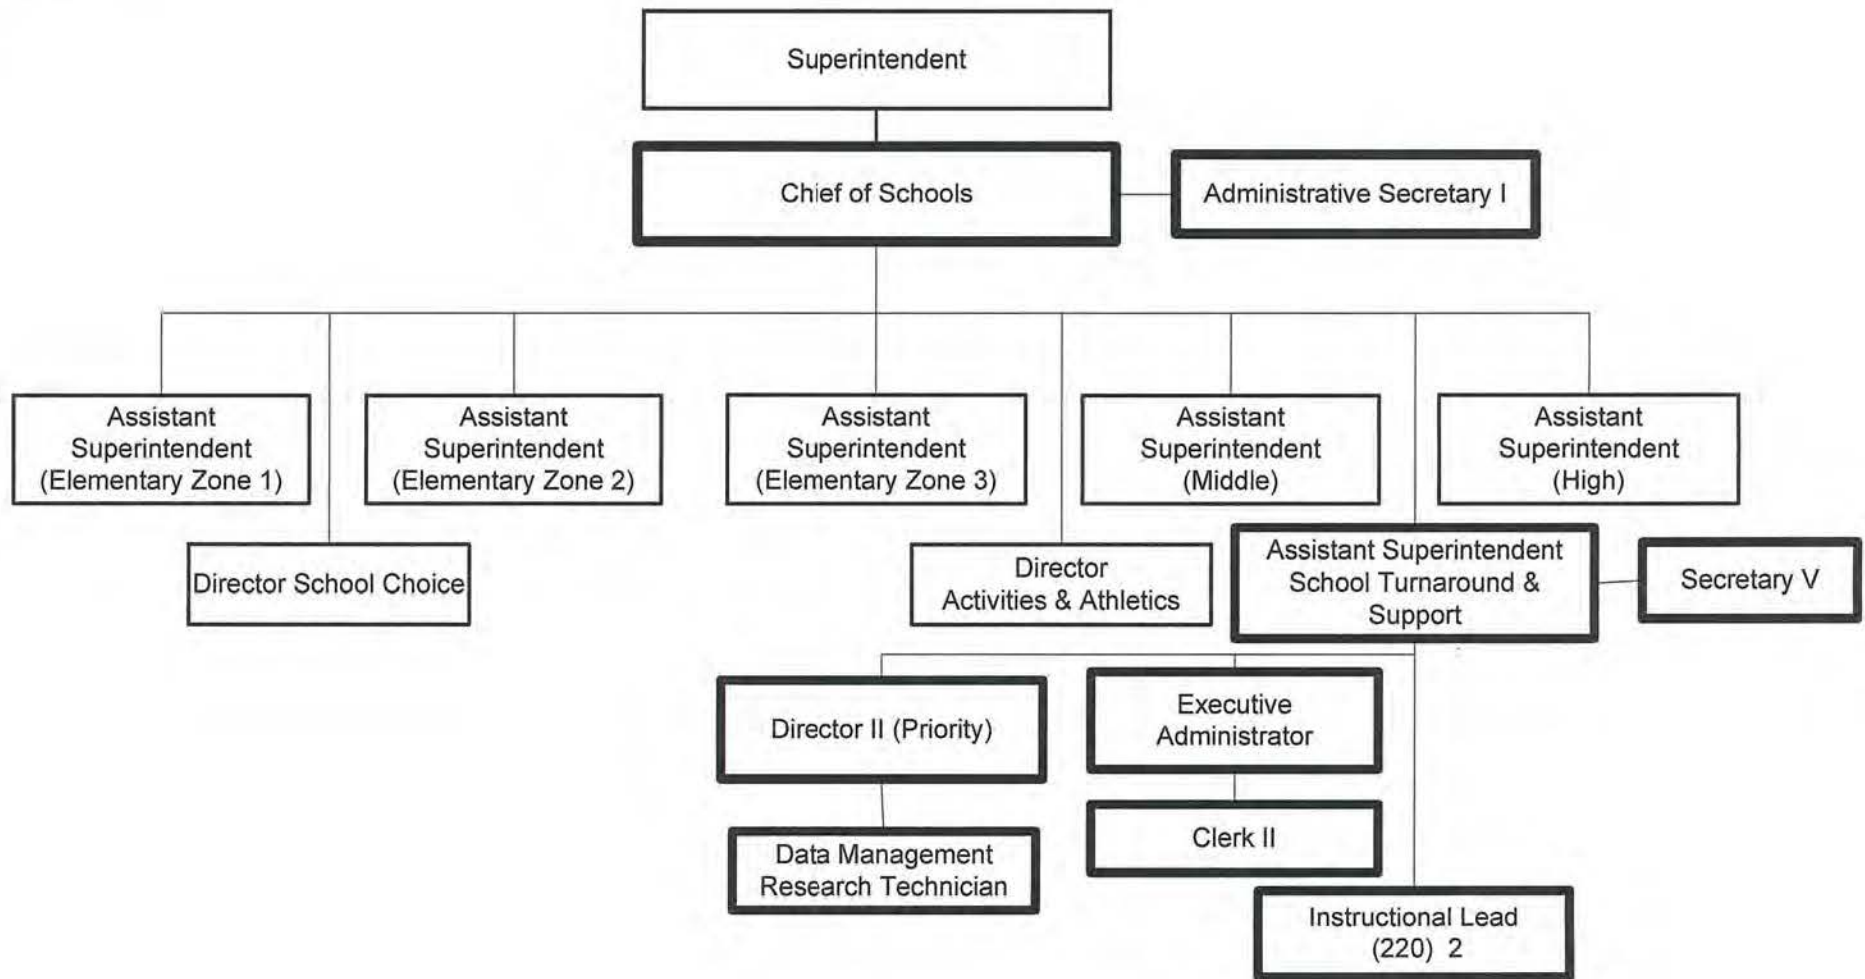 Superintendent
Chief of Schools
Administrative Secretary I
Assistant
Superintendent
(Elementary Zone 1)
Assistant
Superintendent
(Elementary Zone 2)
Assistant
Superintendent
(Elementary Zone 3)
Assistant
Superintendent
(Middle)
Assistant
Superintendent
(High)
Director School Choice
Director
Activities & Athletics
Assistant Superintendent
School Turnaround &
Support
Secretary V
Director II (Priority)
Executive
Administrator
Data Management
Research Technician
Clerk II
Instructional Lead
(220) 2